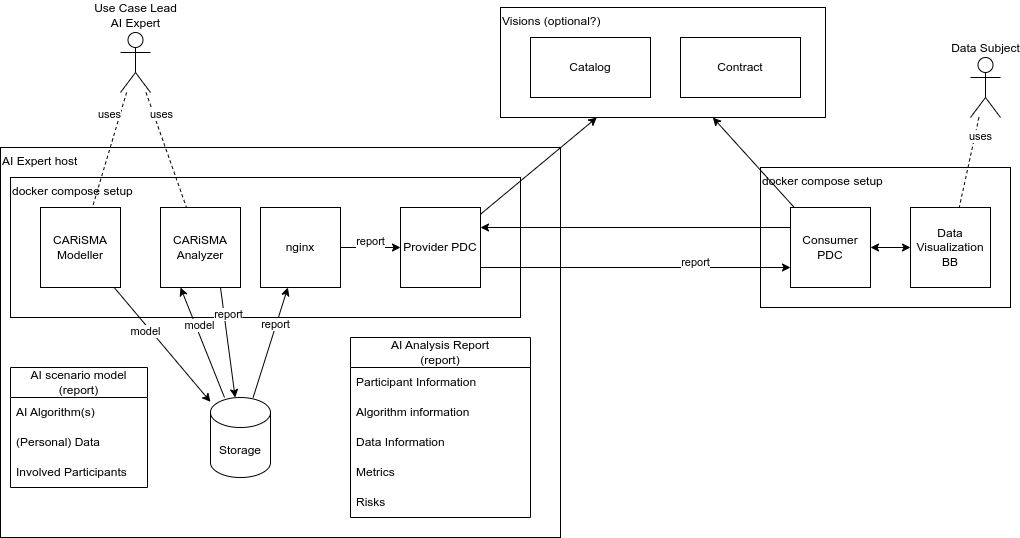 Use Case Lead
AI Expert
Visions (optional?)
Catalog
Contract
Data Subject
uses
uses
uses
AI Expert host
docker compose setup
docker compose setup
CARiSMA
Modeller
CARiSMA
Analyzer
nginx
report
Provider PDC
Consumer
PDC
Data
Visualization
BB
report
model
model
report
report
AI scenario model
(report)
AI Algorithm(s)
(Personal) Data
Involved Participants
Storage
AI Analysis Report
(report)
Participant Information
Algorithm information
Data Information
Metrics
Risks